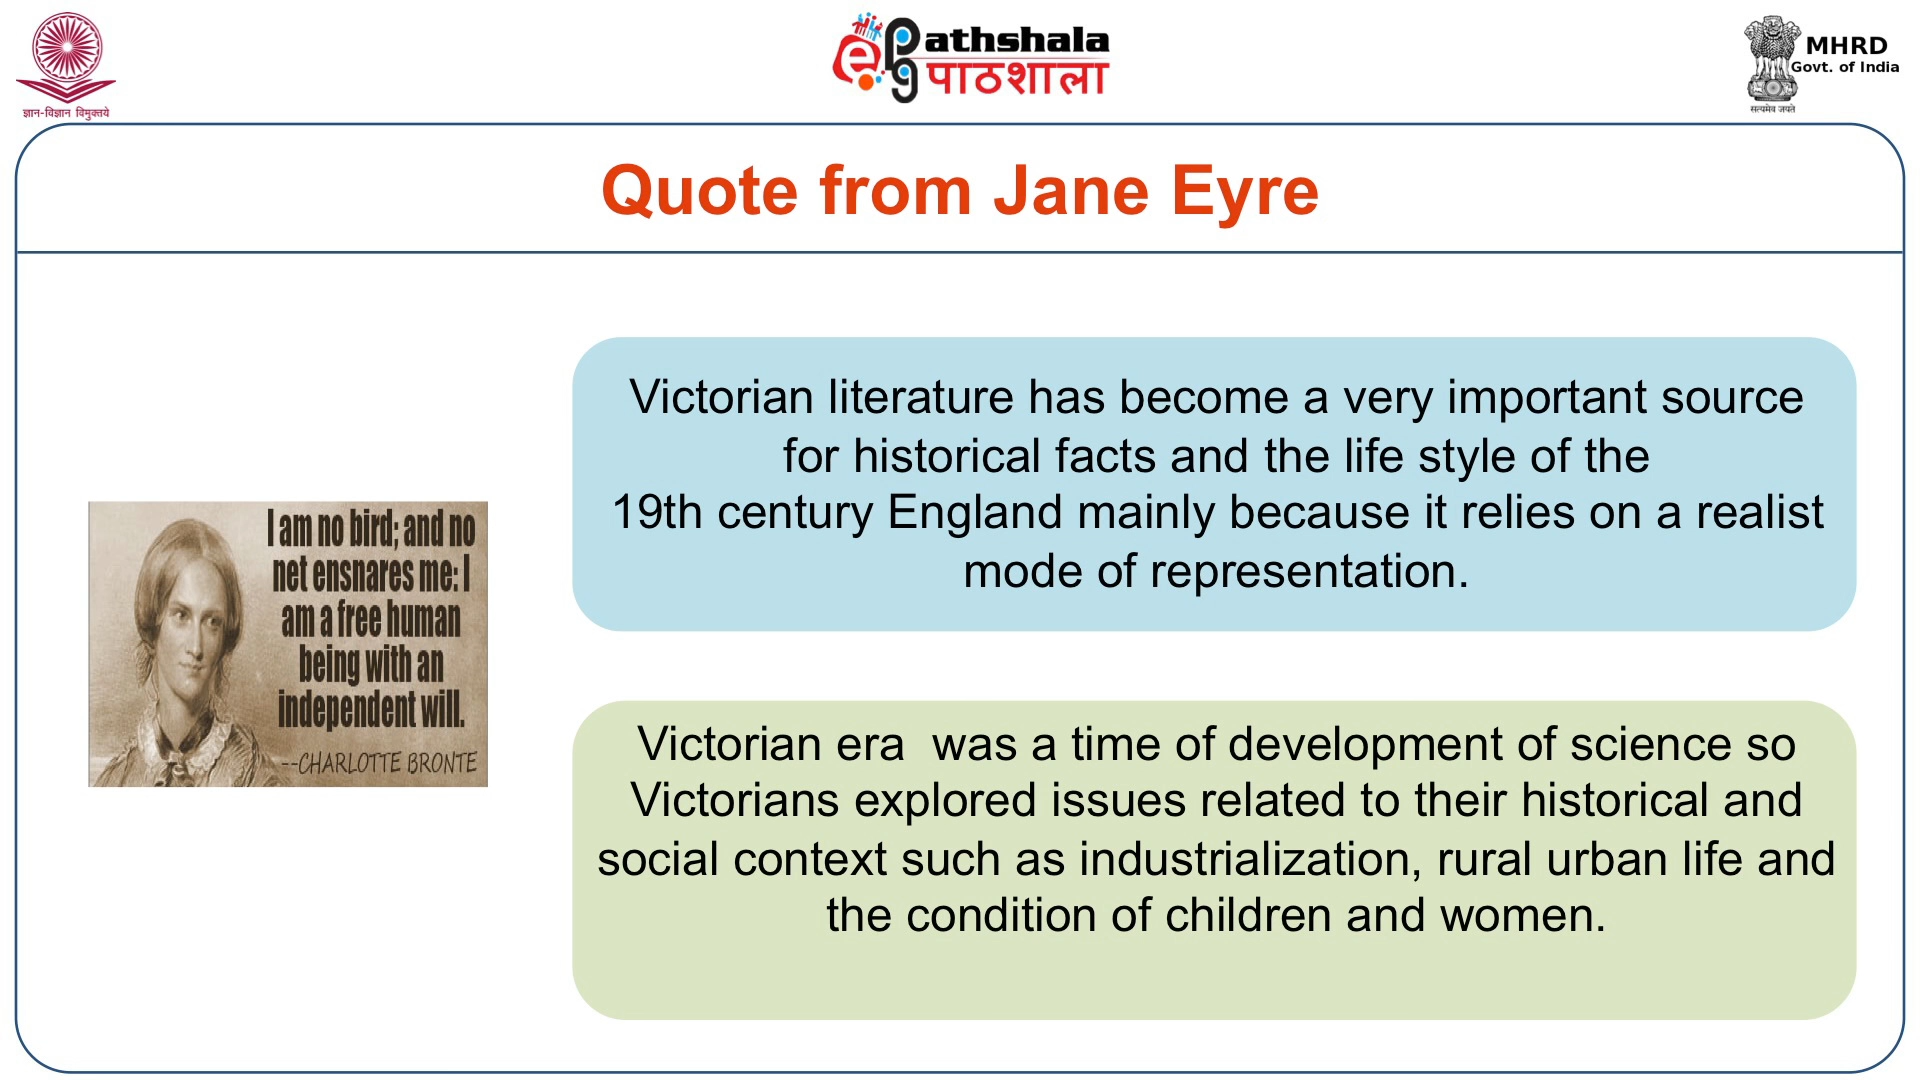 ज्ञान-विज्ञान विमुक्तये
ePG Pathshala
पाठशाला
सत्यमेव जयते
MHRD
Govt. of India
Quote from Jane Eyre
I am no bird; and no
net ensnares me: I
am a free human
being with an
independent will.
--CHARLOTTE BRONTE
Victorian literature has become a very important source
for historical facts and the life style of the
19th century England mainly because it relies on a realist
mode of representation.
Victorian era  was a time of development of science so
Victorians explored issues related to their historical and
social context such as industrialization, rural urban life and
the condition of children and women.